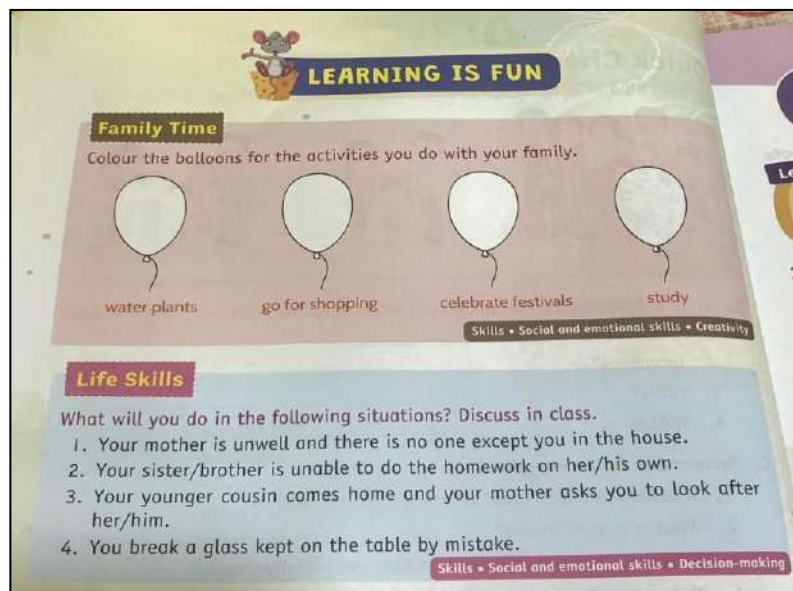 LEARNING IS FUN
Family Time
Colour the balloons for the activities you do with your family.
water plants go for shopping celebrate festivals study
Skills • Social and emotional skills • Creativity
Life Skills
What will you do in the following situations? Discuss in class.
1. Your mother is unwell and there is no one except you in the house.
2. Your sister/brother is unable to do the homework on her/his own.
3. Your younger cousin comes home and your mother asks you to look after
her/him.
4. You break a glass kept on the table by mistake.
Skills • Social and emotional skills • Decision-making